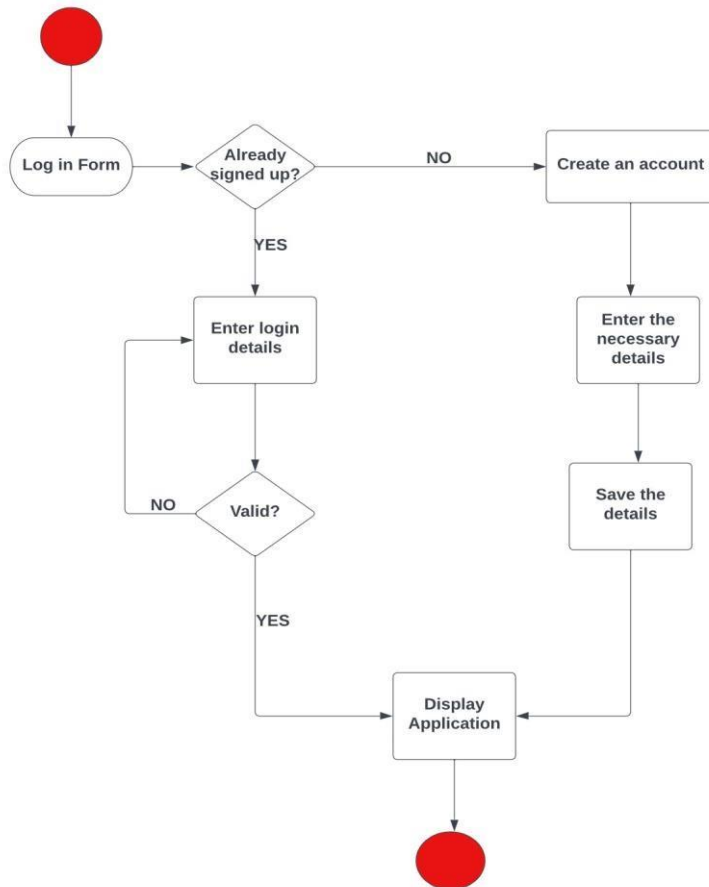 Log in Form
Already
signed up?
NO
Create an account
YES
Enter login
details
Enter the
necessary
details
NO
Valid?
Save the
details
YES
Display
Application